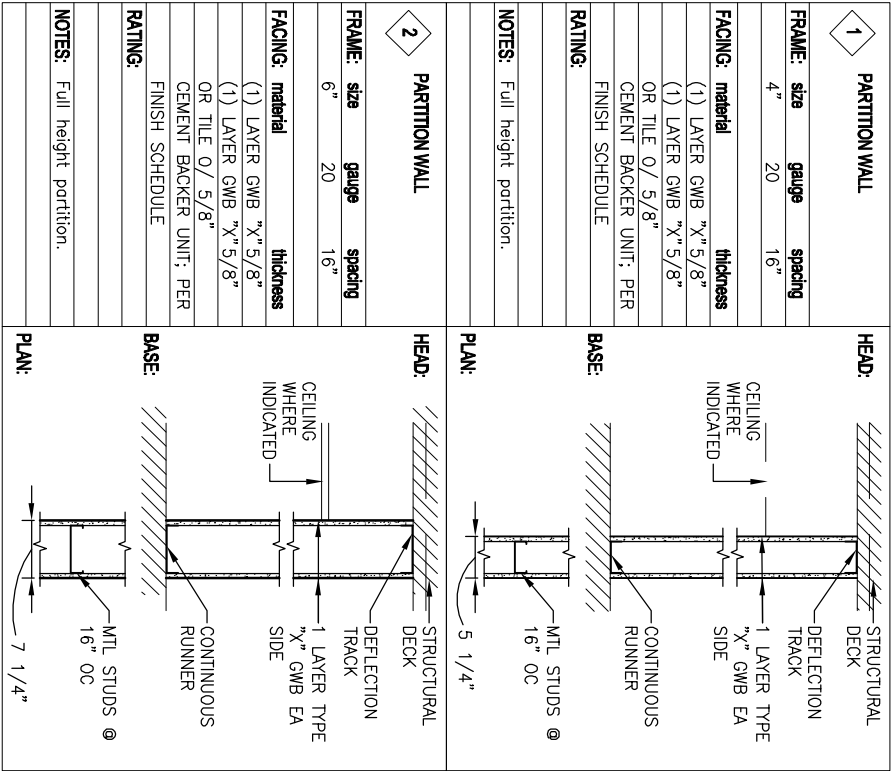 1
PARTITION WALL
FRAME: size gauge spacing
4" 20 16"
FACING: material thickness
(1) LAYER GWB "X" 5/8"
(1) LAYER GWB "X" 5/8"
OR TILE O/ 5/8"
CEMENT BACKER UNIT; PER
FINISH SCHEDULE
RATING:
NOTES: Full height partition.
HEAD:
CEILING
WHERE
INDICATED
BASE:
PLAN:
STRUCTURAL
DECK
DEFLECTION
TRACK
1 LAYER TYPE
"X" GWB EA
SIDE
CONTINUOUS
RUNNER
MTL STUDS @
16" OC
5 1/4"
2
PARTITION WALL
FRAME: size gauge spacing
6" 20 16"
FACING: material thickness
(1) LAYER GWB "X" 5/8"
(1) LAYER GWB "X" 5/8"
OR TILE O/ 5/8"
CEMENT BACKER UNIT; PER
FINISH SCHEDULE
RATING:
NOTES: Full height partition.
HEAD:
CEILING
WHERE
INDICATED
BASE:
PLAN:
STRUCTURAL
DECK
DEFLECTION
TRACK
1 LAYER TYPE
"X" GWB EA
SIDE
CONTINUOUS
RUNNER
MTL STUDS @
16" OC
7 1/4"